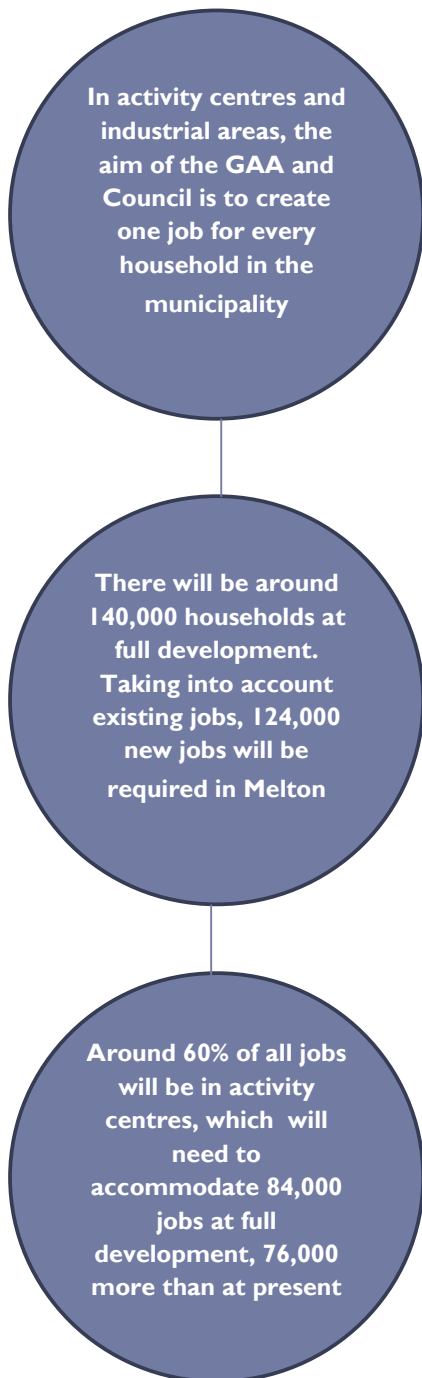 In activity centres and
industrial areas, the
aim of the GAA and
Council is to create
one job for every
household in the
municipality
There will be around
140,000 households at
full development.
Taking into account
existing jobs, 124,000
new jobs will be
required in Melton
Around 60% of all jobs
will be in activity
centres, which will
need to
accommodate 84,000
jobs at full
development, 76,000
more than at present